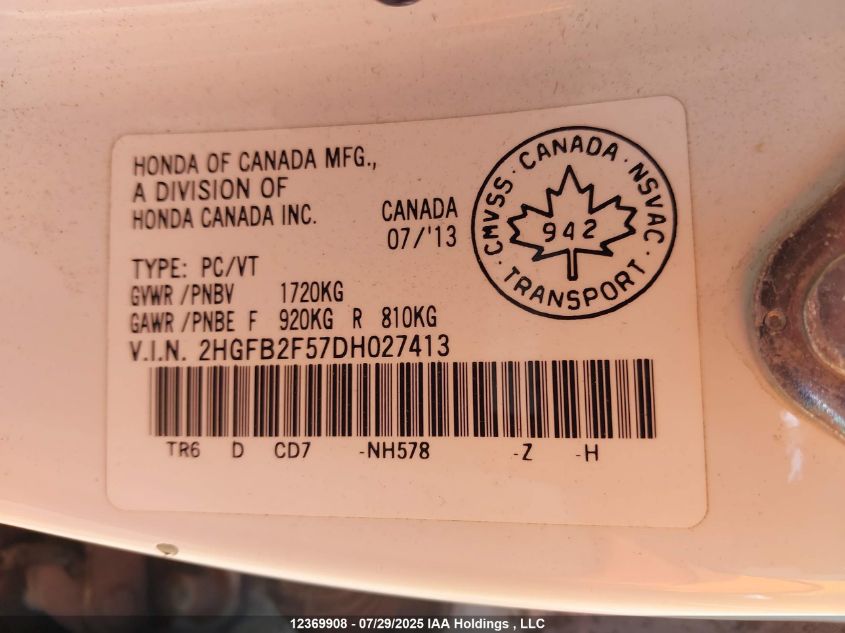 HONDA OF CANADA MFG.,
A DIVISION OF
HONDA CANADA INC.
CANADA
07/'13
CMVSS · CANADA · NSVAC · TRANSPORT ·
942
TYPE: PC/VT
GVWR /PNBV 1720KG
GAWR /PNBE F 920KG R 810KG
V.I.N. 2HGFB2F57DH027413
TR6 D CD7 -NH578 -Z -H
12369908 - 07/29/2025 IAA Holdings , LLC